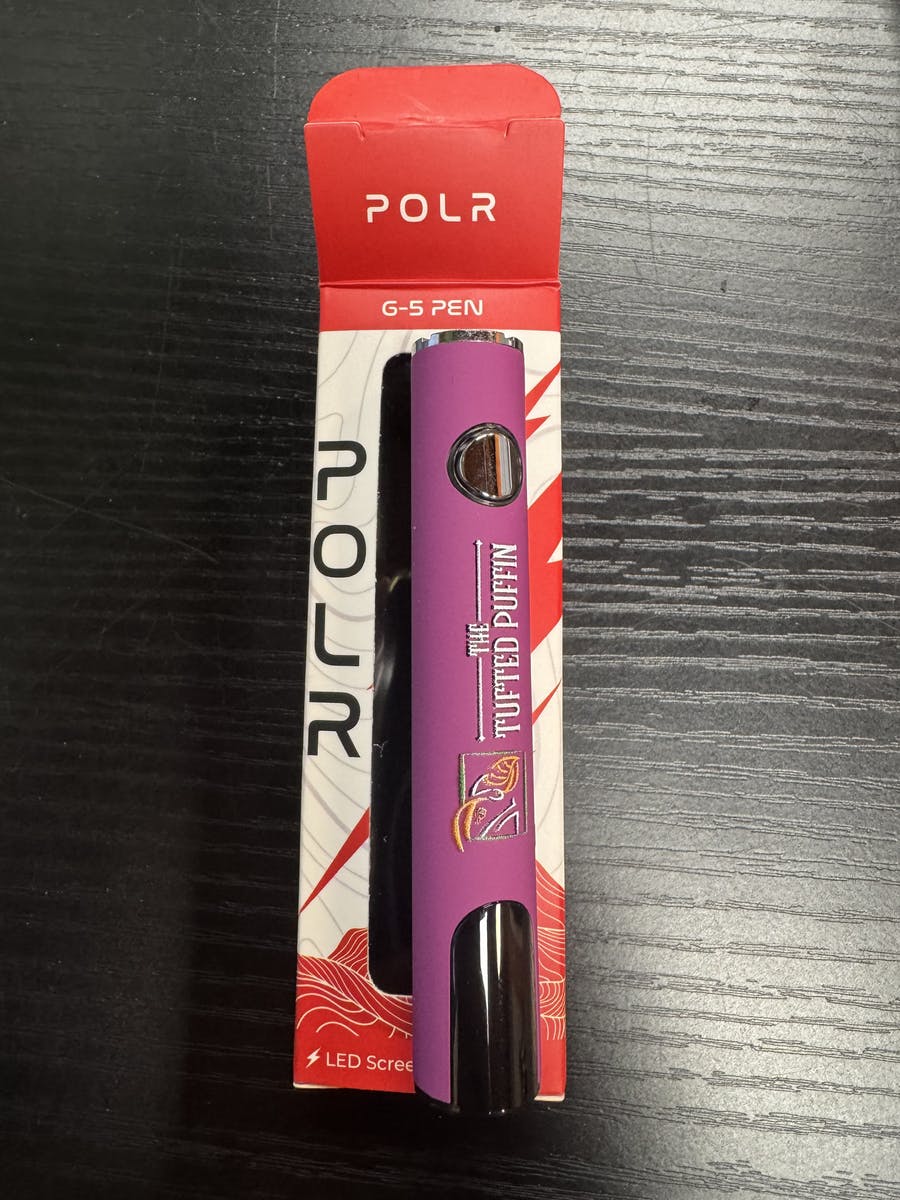 POLR
G-5 PEN
POLR
THE
TUFTED PUFFIN
LED Scree